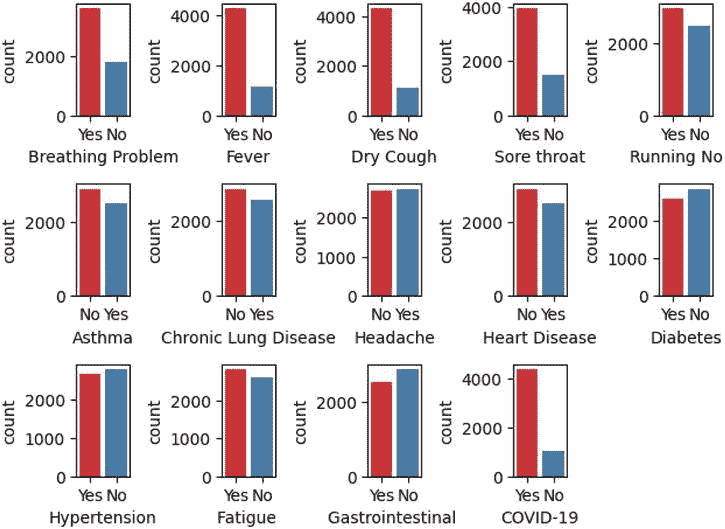 count 4000 2000 0 Yes No Breathing Problem
count 4000 2000 0 Yes No Fever
count 4000 2000 0 Yes No Dry Cough
count 4000 2000 0 Yes No Sore throat
count 2000 0 Yes No Running No
count 2000 0 No Yes Asthma
count 2000 0 No Yes Chronic Lung Disease
count 2000 1000 0 No Yes Headache
count 2000 0 No Yes Heart Disease
count 2000 1000 0 Yes No Diabetes
count 2000 1000 0 Yes No Hypertension
count 2000 1000 0 Yes No Fatigue
count 2000 0 Yes No Gastrointestinal
count 4000 2000 0 Yes No COVID-19